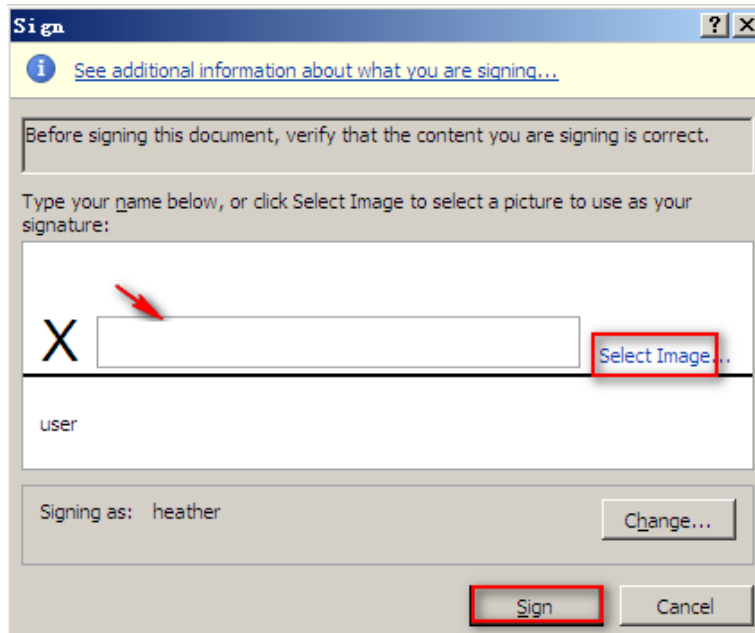 Sign
See additional information about what you are signing...
Before signing this document, verify that the content you are signing is correct.
Type your name below, or click Select Image to select a picture to use as your
signature:
X
Select Image...
user
Signing as: heather
Change...
Sign
Cancel